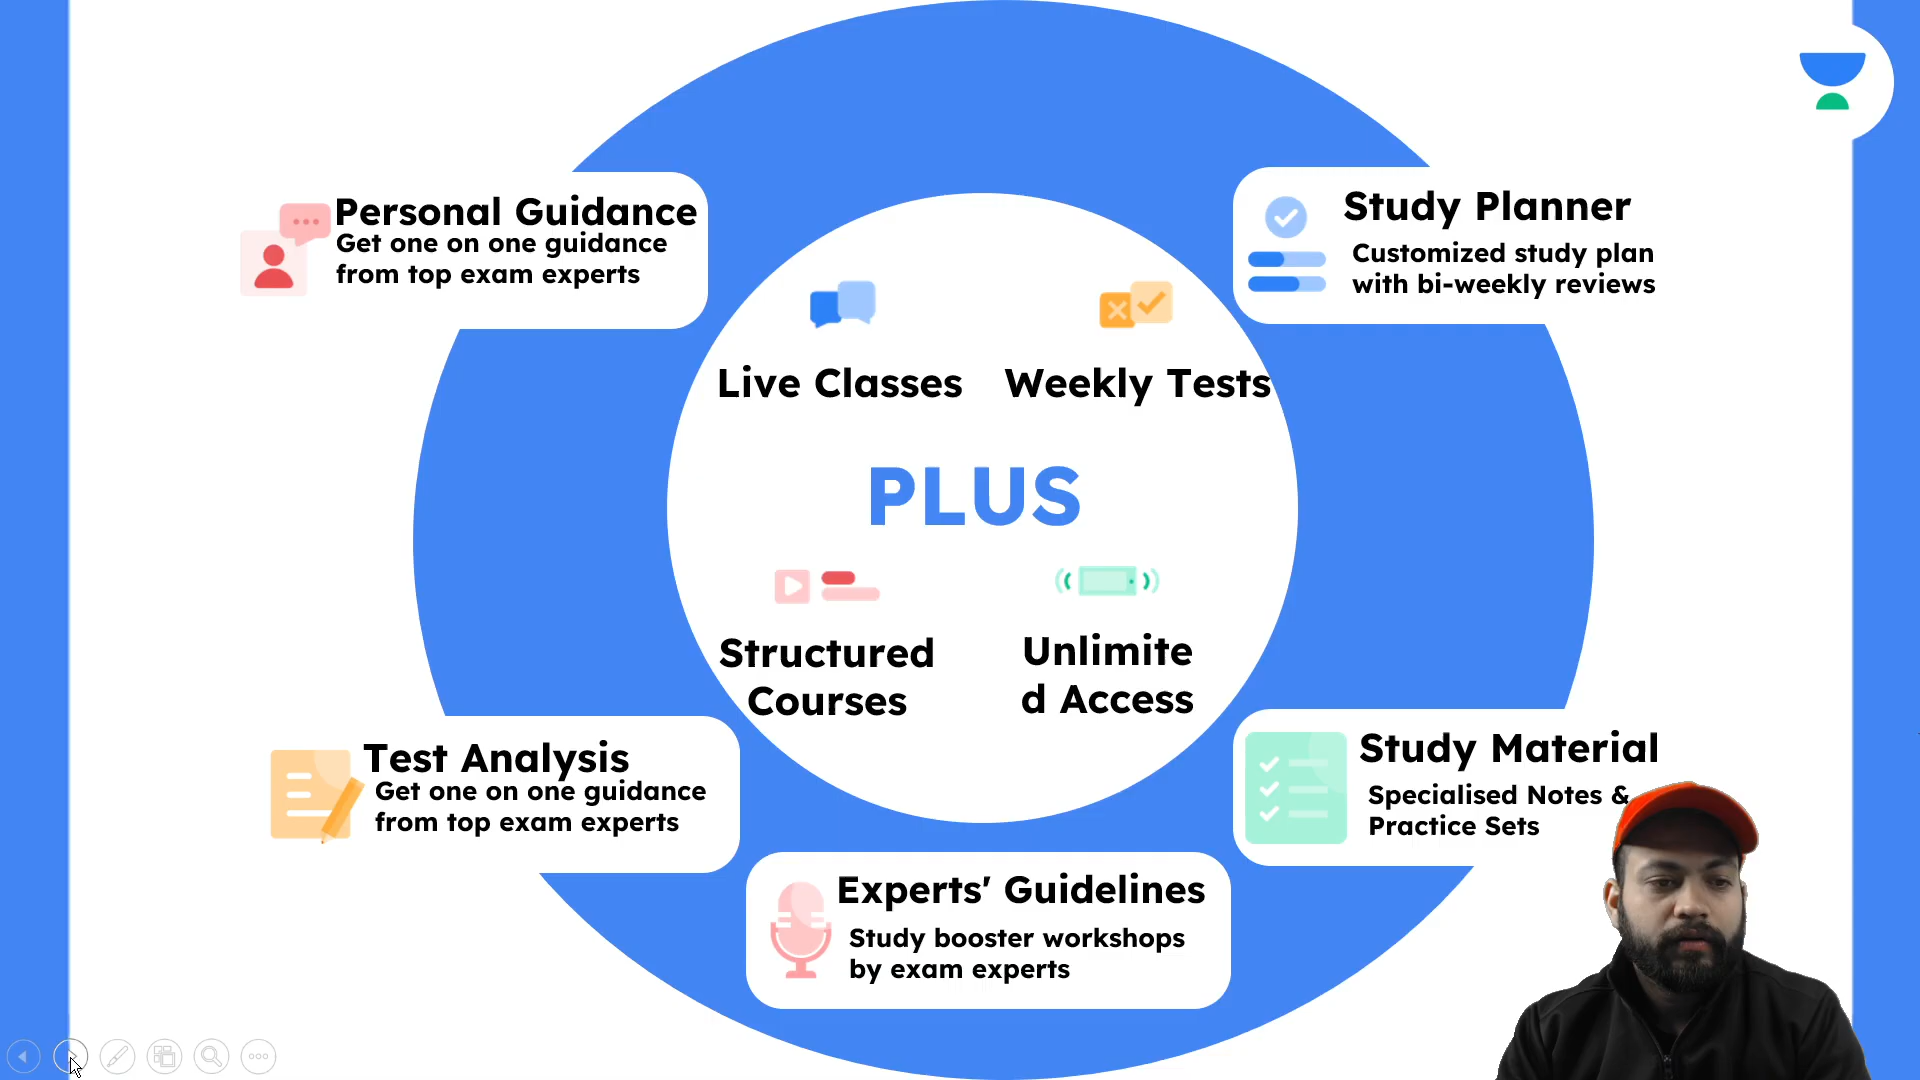 Personal Guidance
Get one on one guidance
from top exam experts
Study Planner
Customized study plan
with bi-weekly reviews
Live Classes
Weekly Tests
PLUS
Structured
Courses
Unlimite
d Access
Test Analysis
Get one on one guidance
from top exam experts
Study Material
Specialised Notes &
Practice Sets
Experts' Guidelines
Study booster workshops
by exam experts